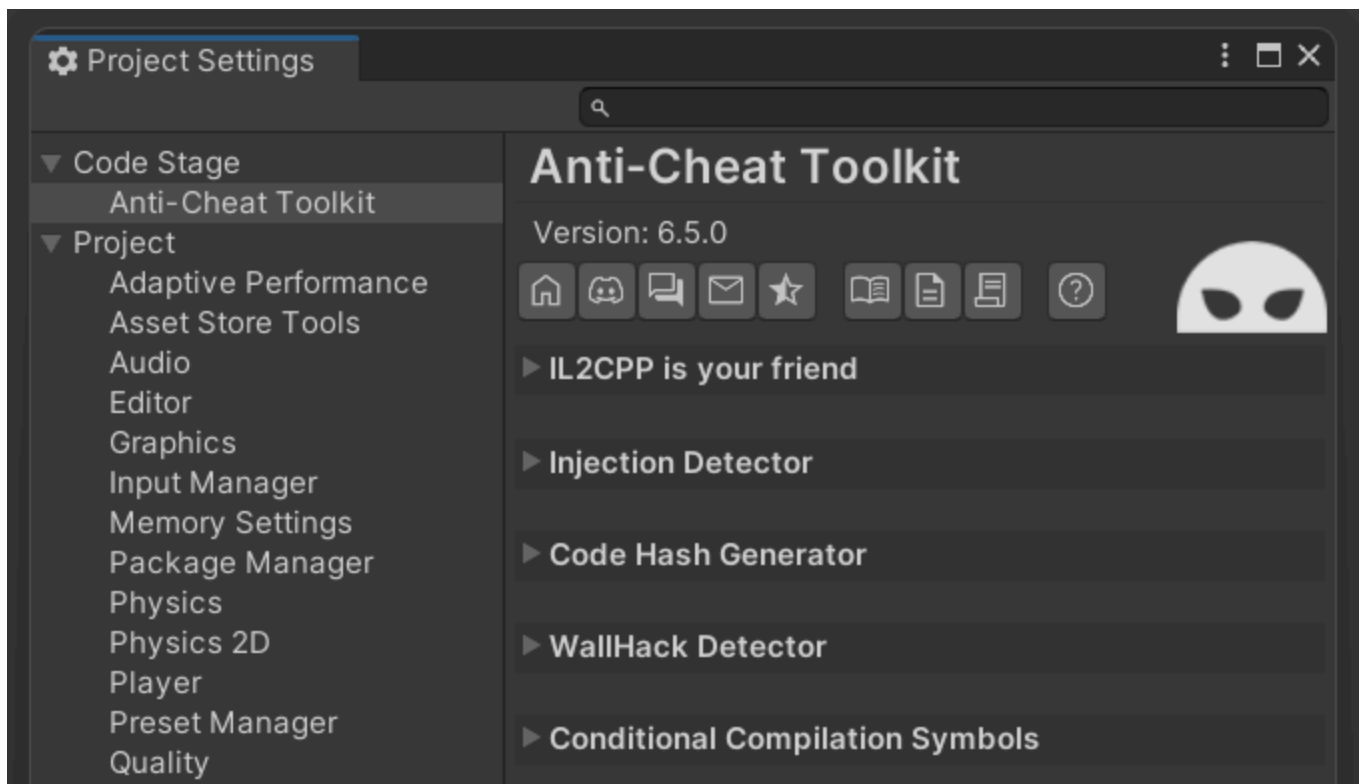 Project Settings
Code Stage
Anti-Cheat Toolkit
Project
Adaptive Performance
Asset Store Tools
Audio
Editor
Graphics
Input Manager
Memory Settings
Package Manager
Physics
Physics 2D
Player
Preset Manager
Quality
Anti-Cheat Toolkit
Version: 6.5.0
IL2CPP is your friend
Injection Detector
Code Hash Generator
WallHack Detector
Conditional Compilation Symbols